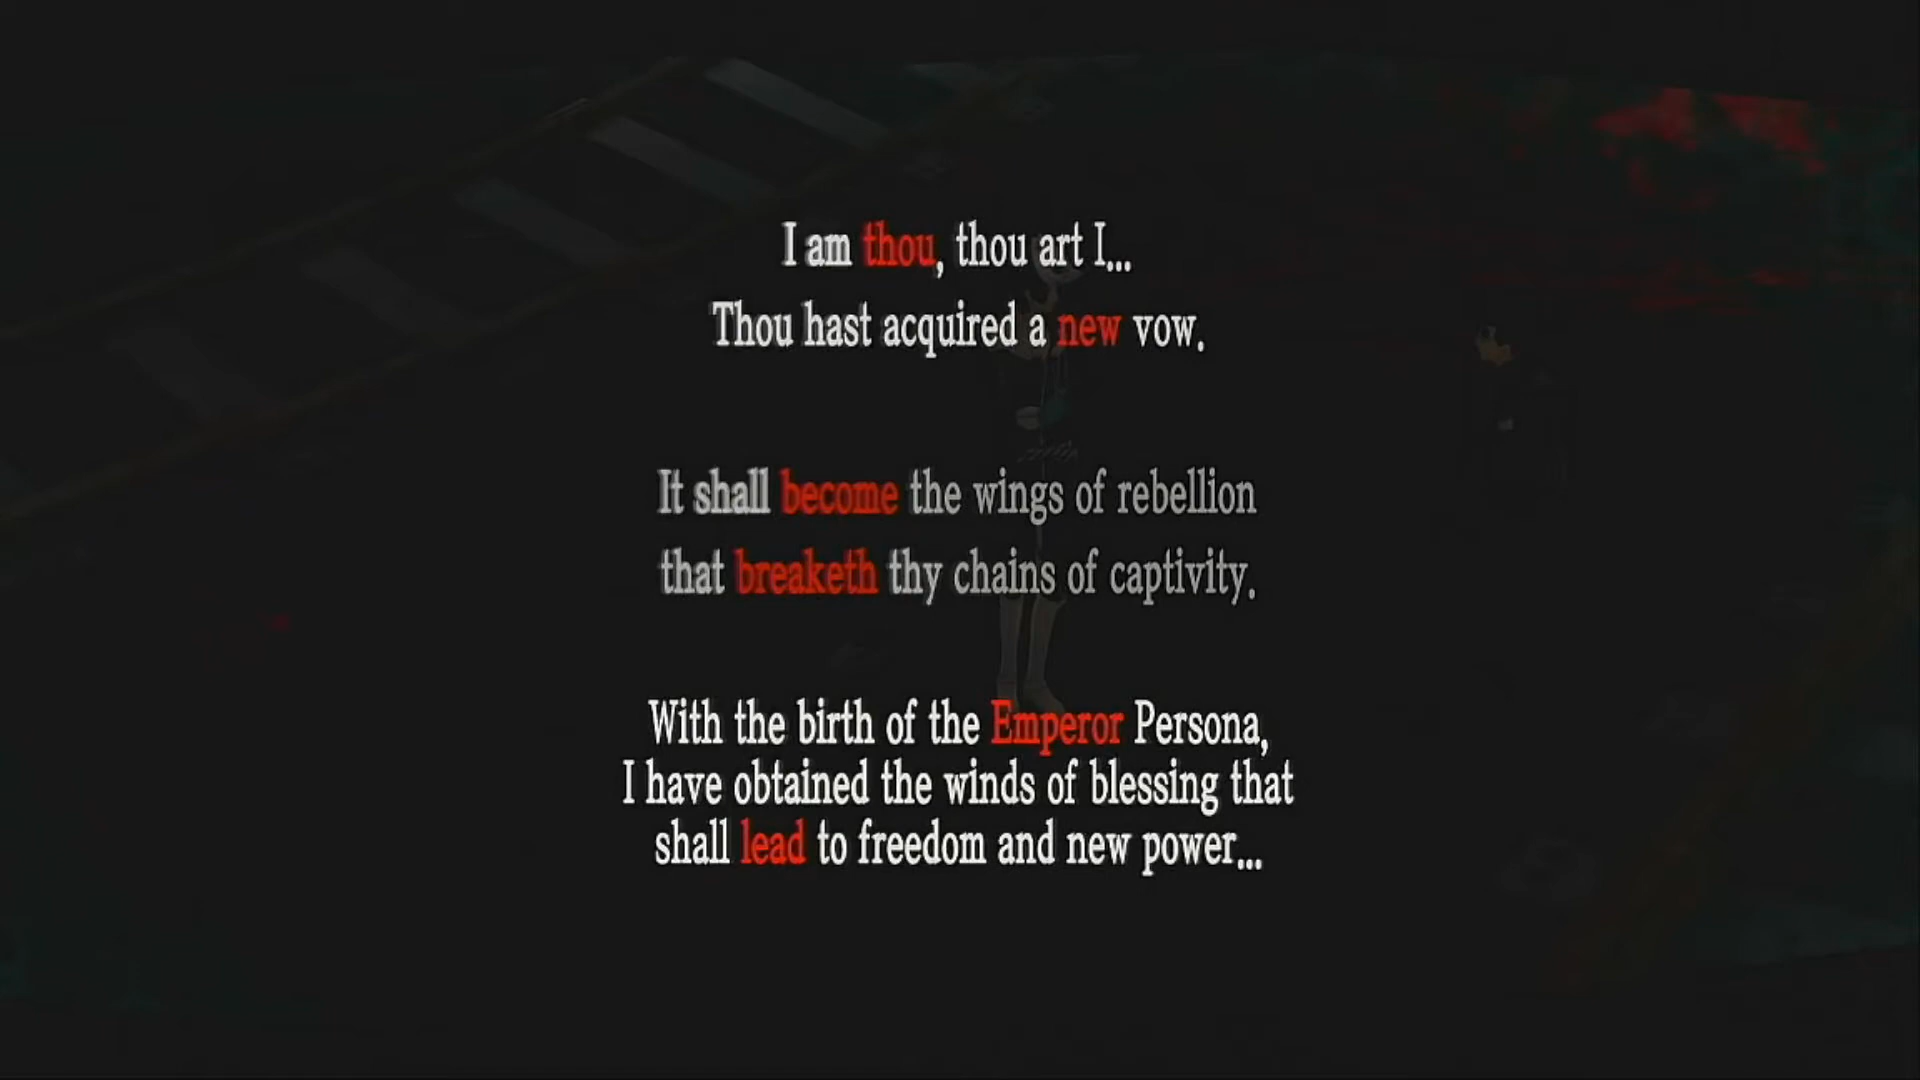 I am thou, thou art I...
Thou hast acquired a new vow.
It shall become the wings of rebellion
that breaketh thy chains of captivity.
With the birth of the Emperor Persona,
I have obtained the winds of blessing that
shall lead to freedom and new power...